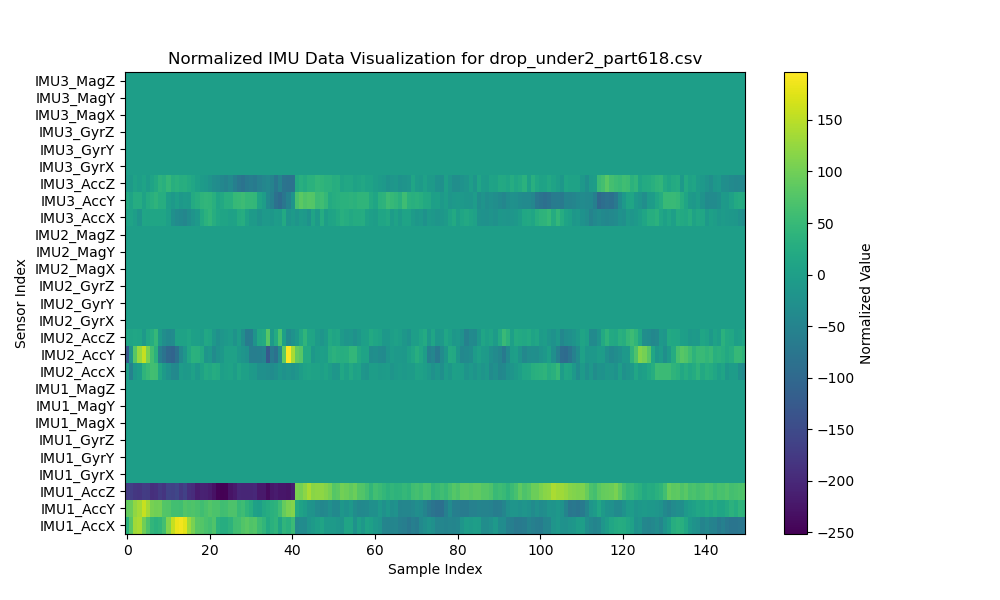 Normalized IMU Data Visualization for drop_under2_part618.csv
IMU3_MagZ
IMU3_MagY
IMU3_MagX
IMU3_GyrZ
IMU3_GyrY
IMU3_GyrX
IMU3_AccZ
IMU3_AccY
IMU3_AccX
IMU2_MagZ
IMU2_MagY
IMU2_MagX
IMU2_GyrZ
IMU2_GyrY
IMU2_GyrX
IMU2_AccZ
IMU2_AccY
IMU2_AccX
IMU1_MagZ
IMU1_MagY
IMU1_MagX
IMU1_GyrZ
IMU1_GyrY
IMU1_GyrX
IMU1_AccZ
IMU1_AccY
IMU1_AccX
Sensor Index
0 20 40 60 80 100 120 140
Sample Index
150
100
50
0
−50
−100
−150
−200
−250
Normalized Value